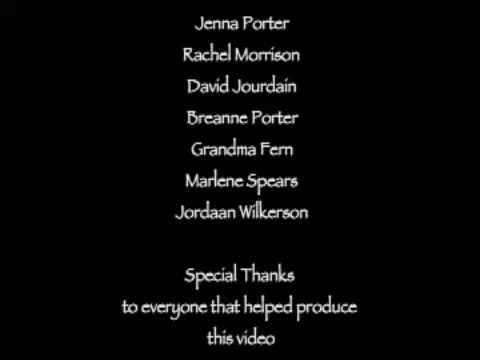 Jenna Porter
Rachel Morrison
David Jourdain
Breanne Porter
Grandma Fern
Marlene Spears
Jordaan Wilkerson
Special Thanks
to everyone that helped produce
this video